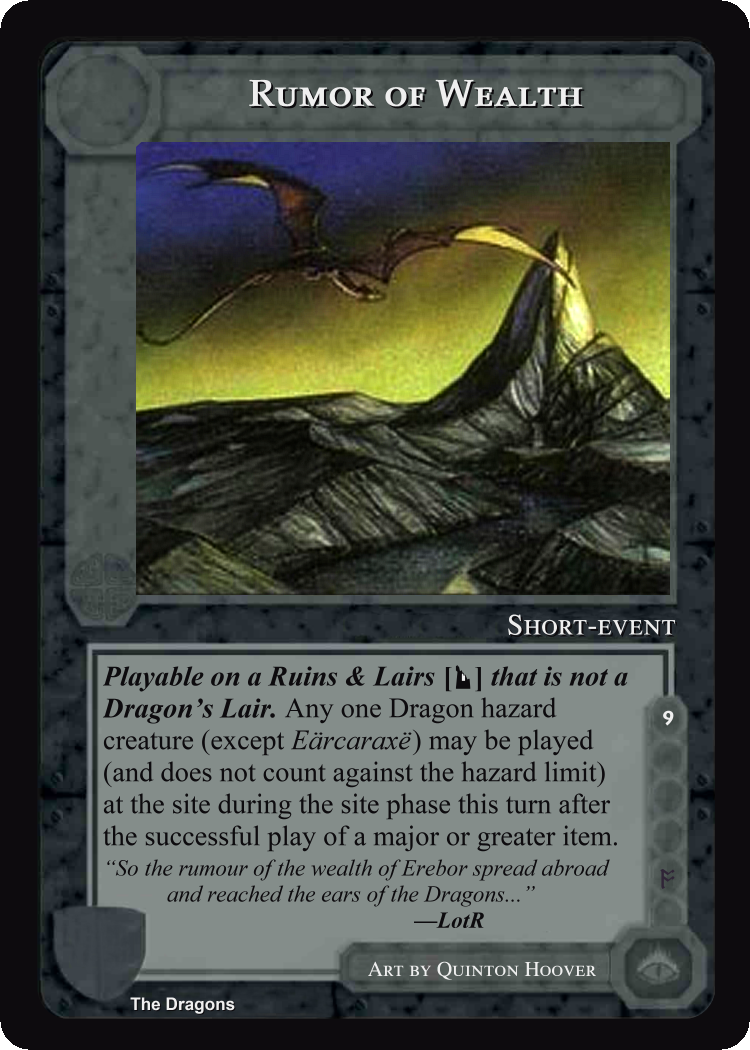 Rumor of Wealth
Short-event
Playable on a Ruins & Lairs [ ] that is not a
Dragon's Lair. Any one Dragon hazard
creature (except Eärcaraxë) may be played
(and does not count against the hazard limit)
at the site during the site phase this turn after
the successful play of a major or greater item.
"So the rumour of the wealth of Erebor spread abroad
and reached the ears of the Dragons..."
—LotR
9
ᚩ
Art by Quinton Hoover
The Dragons